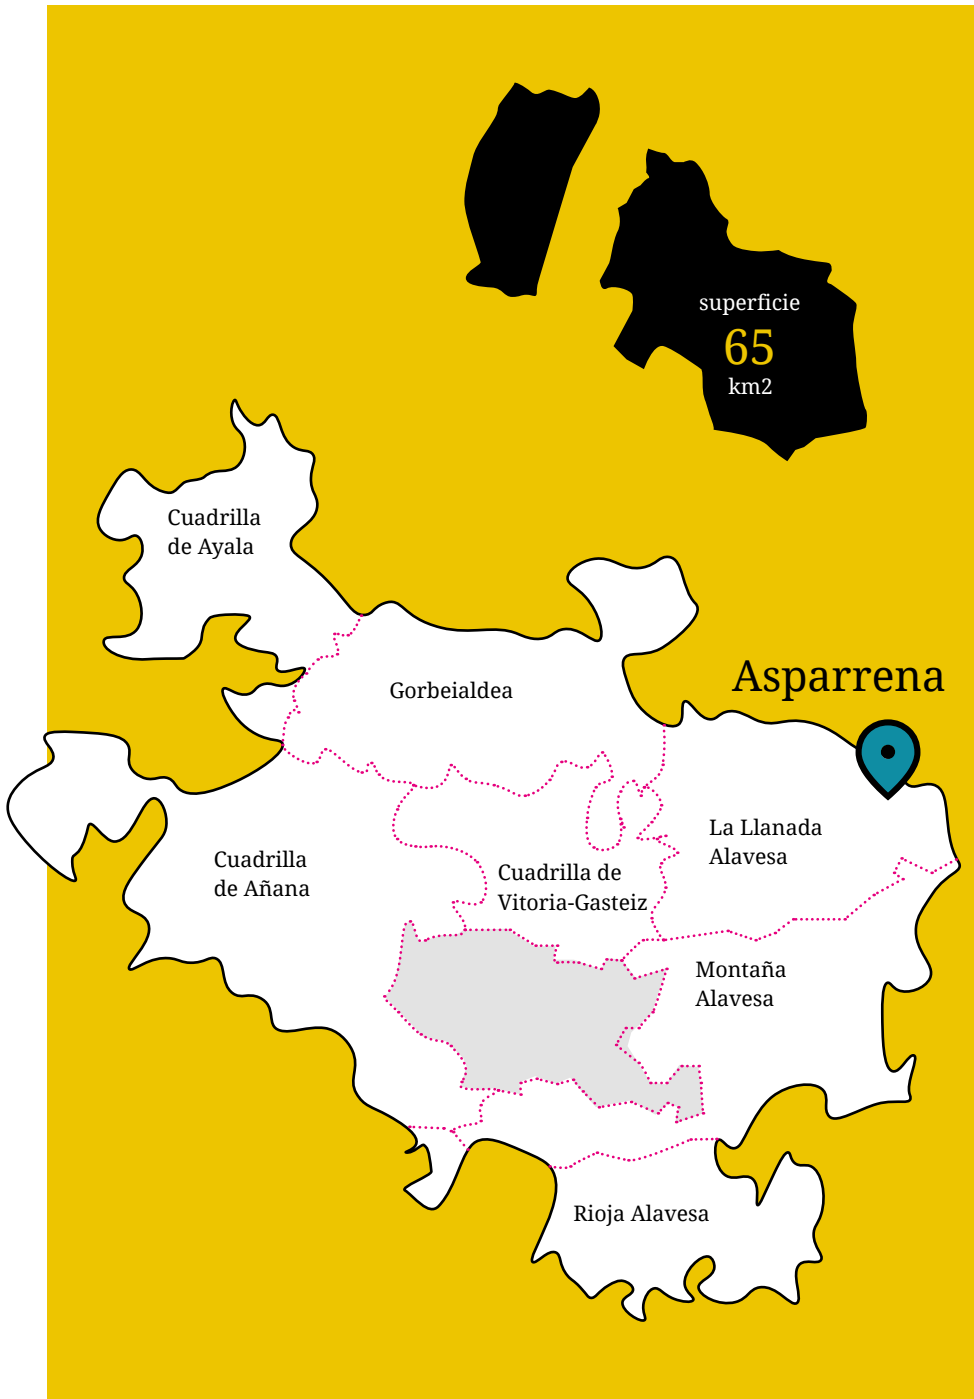 superficie
65
km2
Cuadrilla
de Ayala
Asparrena
Gorbeialdea
La Llanada
Alavesa
Cuadrilla
de Añana
Cuadrilla de
Vitoria-Gasteiz
Montaña
Alavesa
Rioja Alavesa